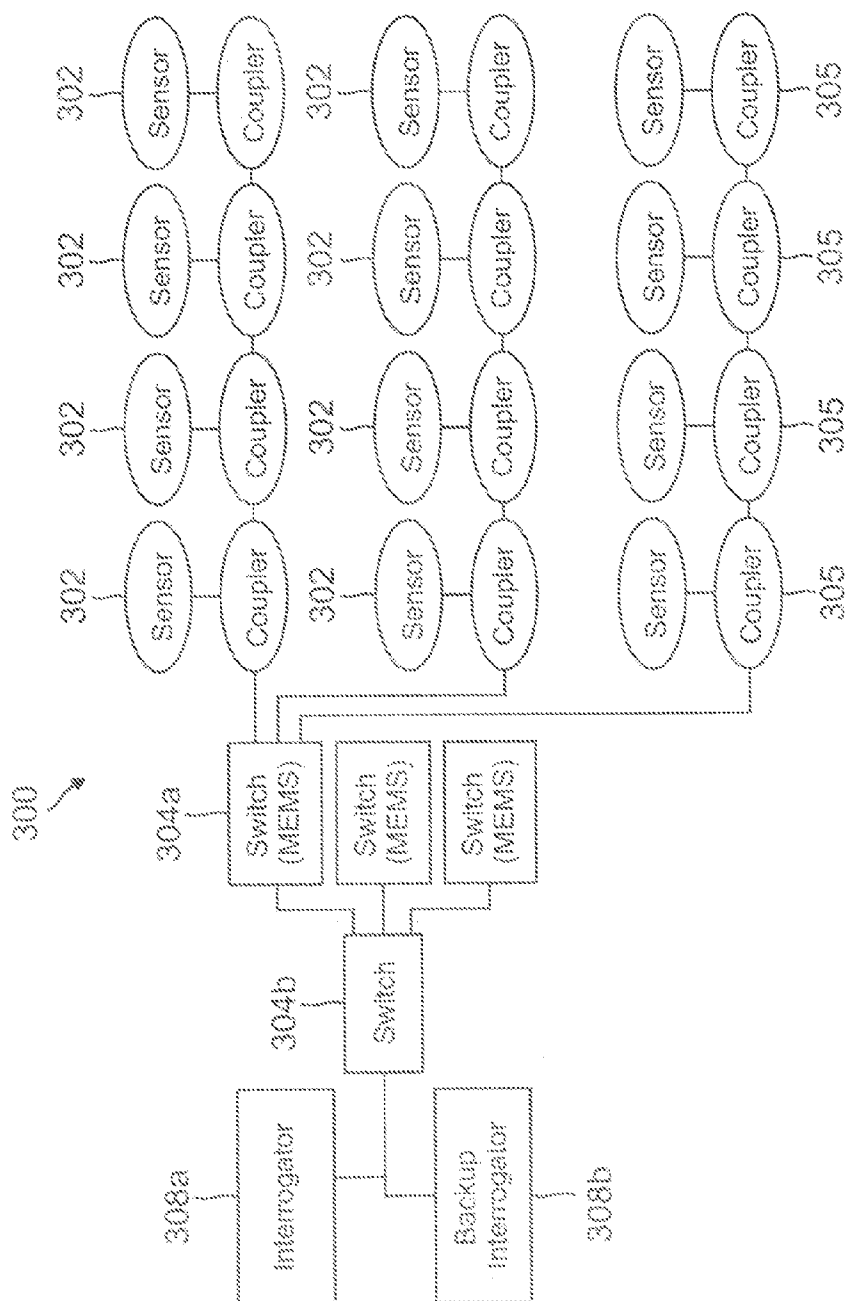 300
308a
Interrogator
Backup
Interrogator
308b
304b
Switch
304a
Switch
(MEMS)
Switch
(MEMS)
Switch
(MEMS)
302
302
302
302
Sensor
Sensor
Sensor
Sensor
Coupler
Coupler
Coupler
Coupler
302
302
302
302
Sensor
Sensor
Sensor
Sensor
Coupler
Coupler
Coupler
Coupler
Sensor
Sensor
Sensor
Sensor
Coupler
Coupler
Coupler
Coupler
305
305
305
305